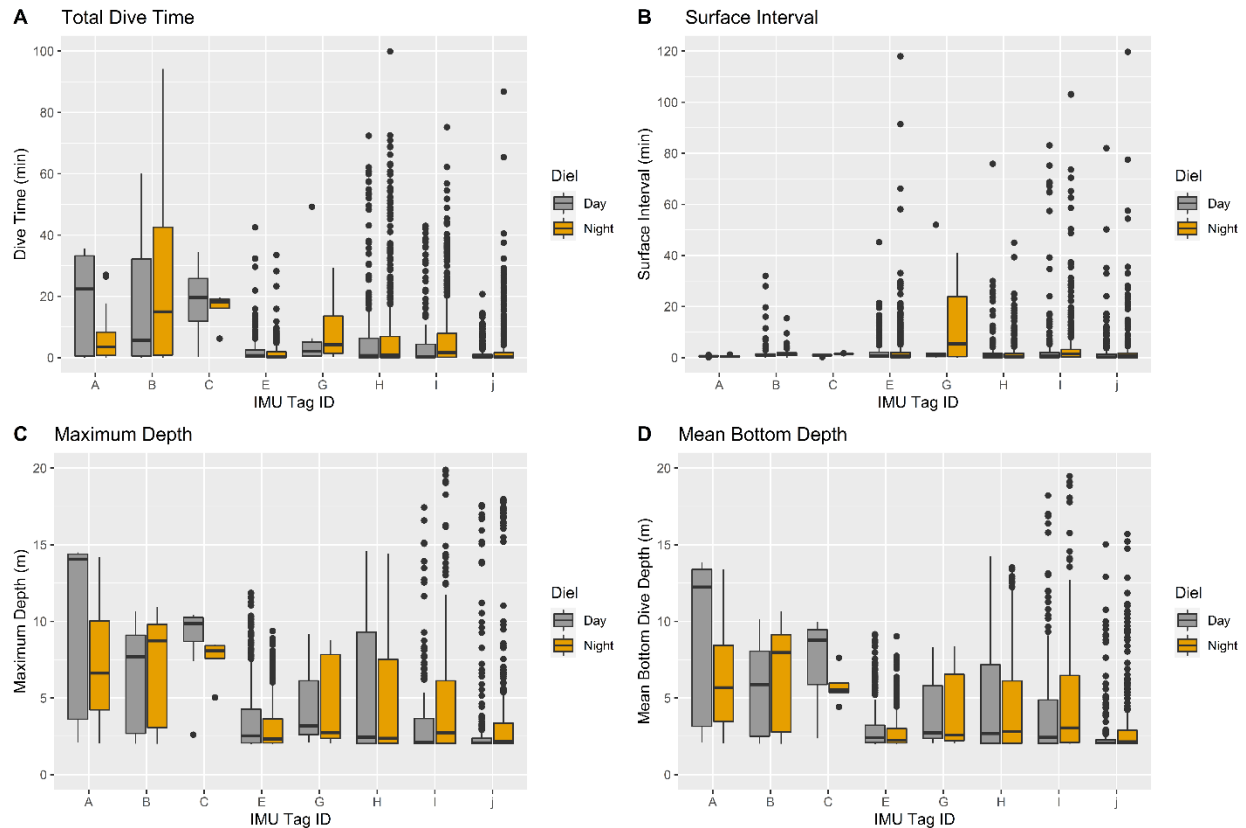 A Total Dive Time
100
80
60
40
20
0
Dive Time (min)
A B C E G H I j
IMU Tag ID
Diel
Day
Night
B Surface Interval
120
100
80
60
40
20
0
Surface Interval (min)
A B C E G H I j
IMU Tag ID
Diel
Day
Night
C Maximum Depth
20
15
10
5
0
Maximum Depth (m)
A B C E G H I j
IMU Tag ID
Diel
Day
Night
D Mean Bottom Depth
20
15
10
5
0
Mean Bottom Dive Depth (m)
A B C E G H I j
IMU Tag ID
Diel
Day
Night